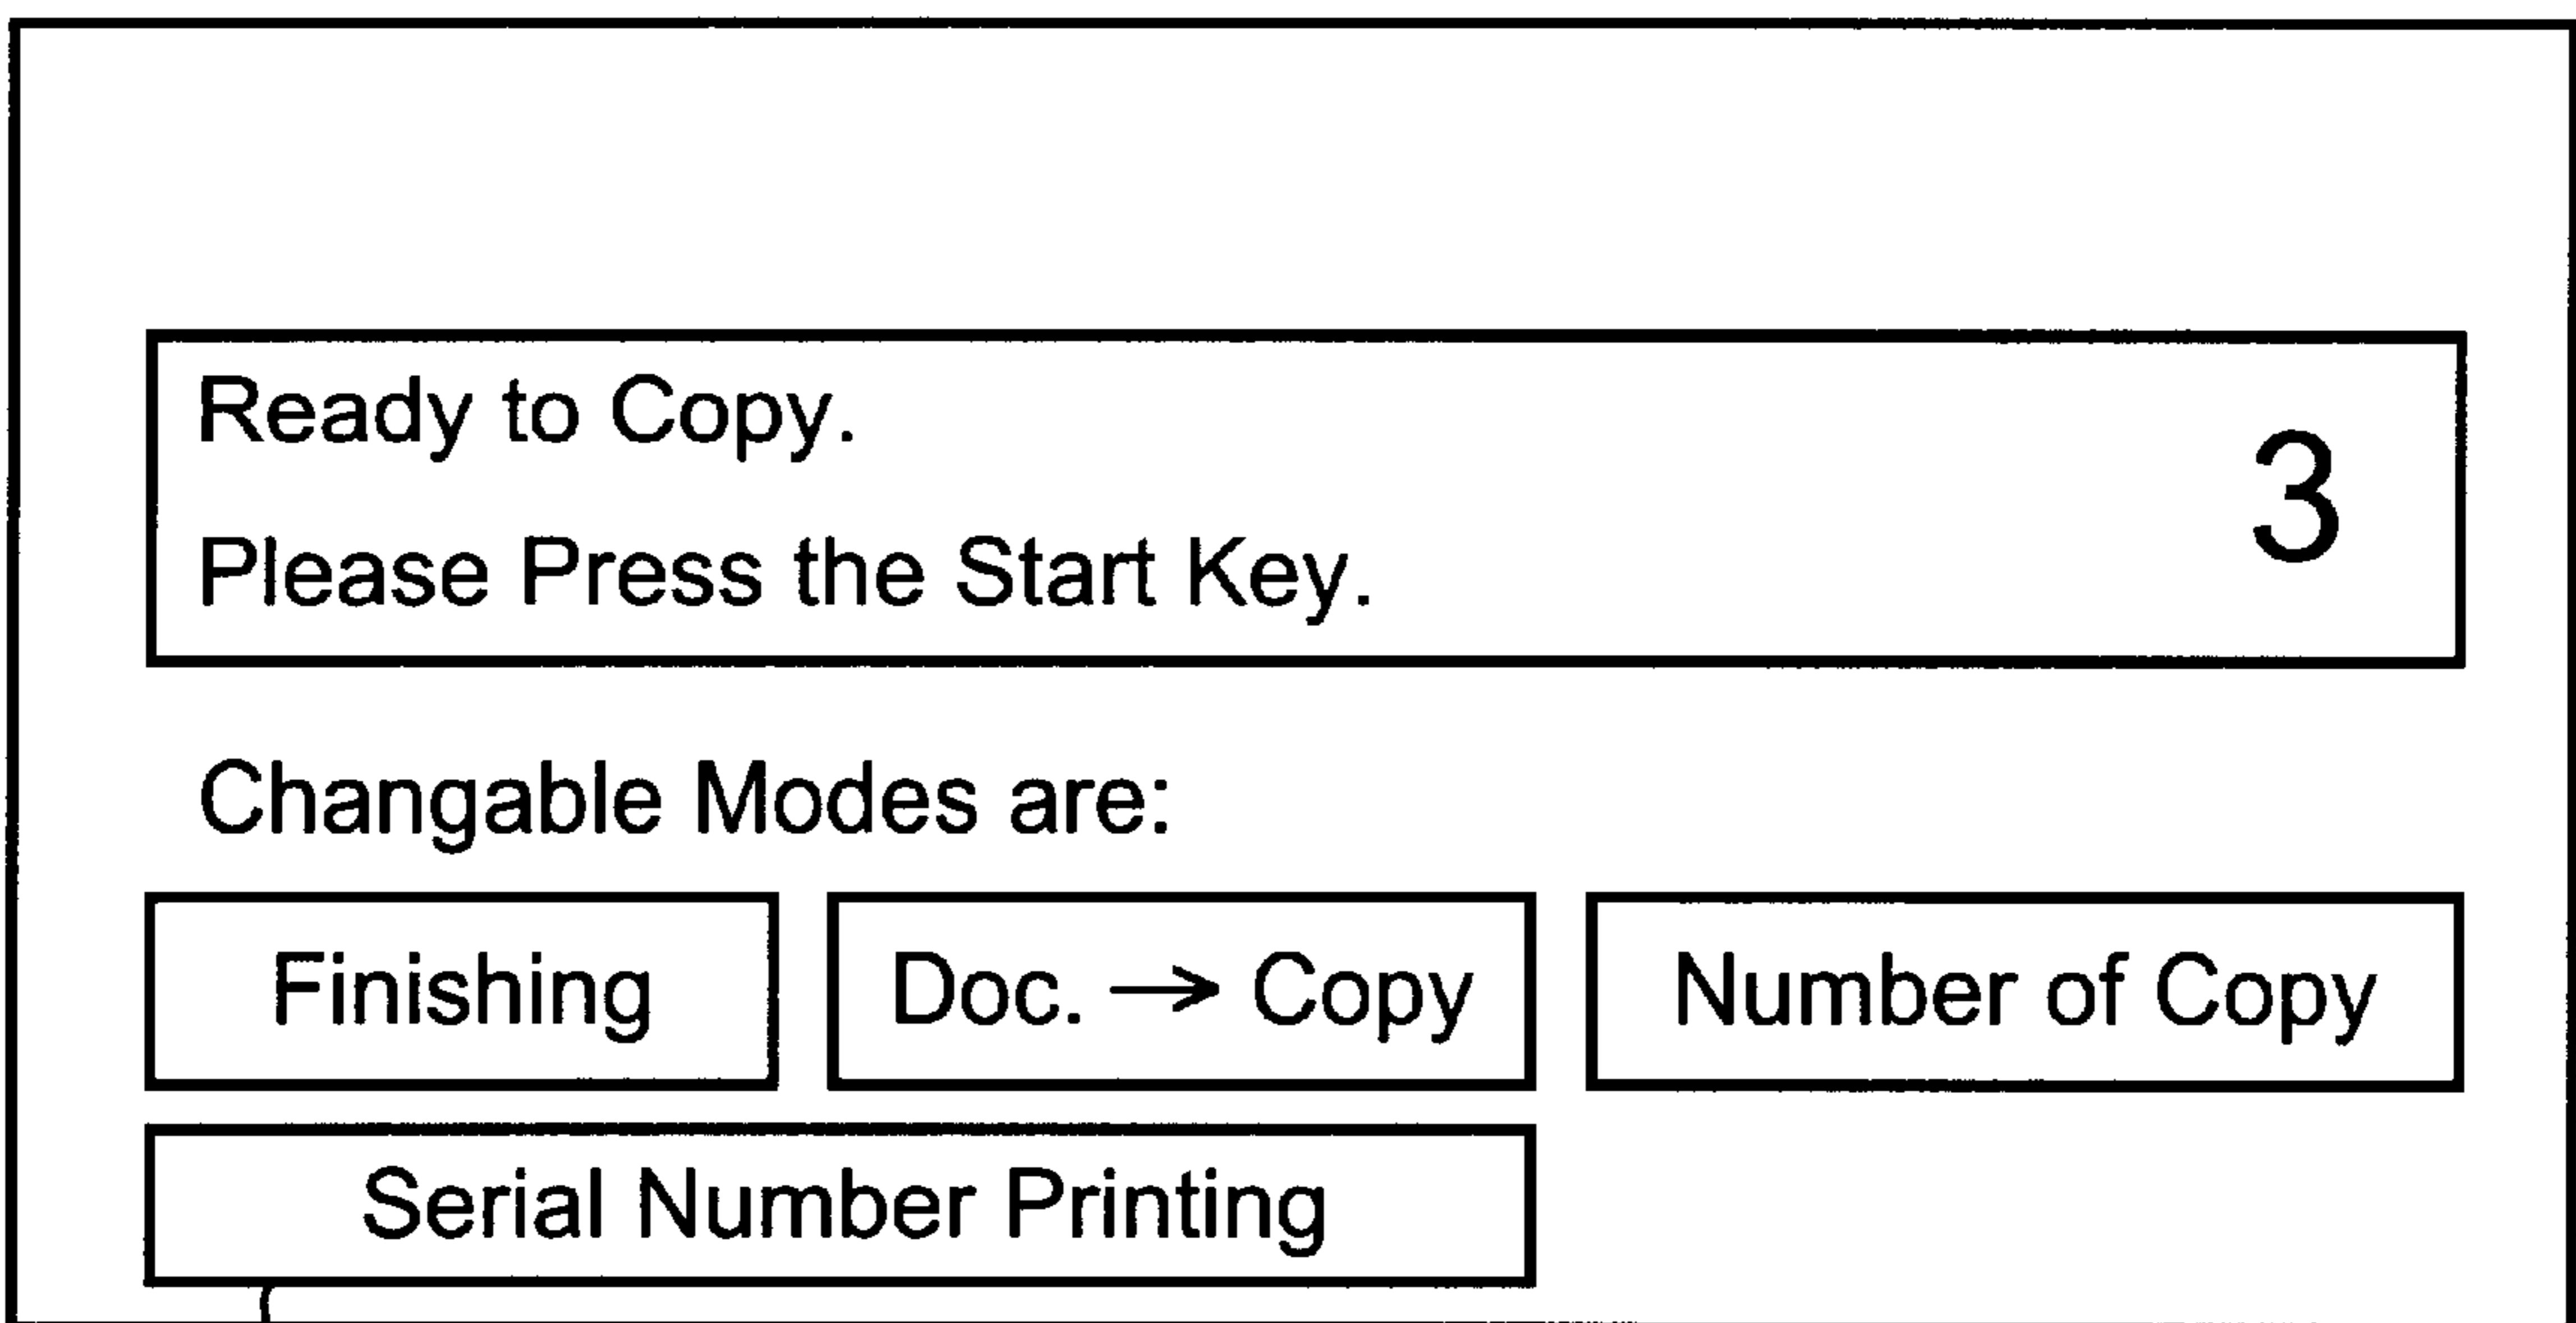 Ready to Copy.
3
Please Press the Start Key.
Changable Modes are:
Finishing
Doc. → Copy
Number of Copy
Serial Number Printing